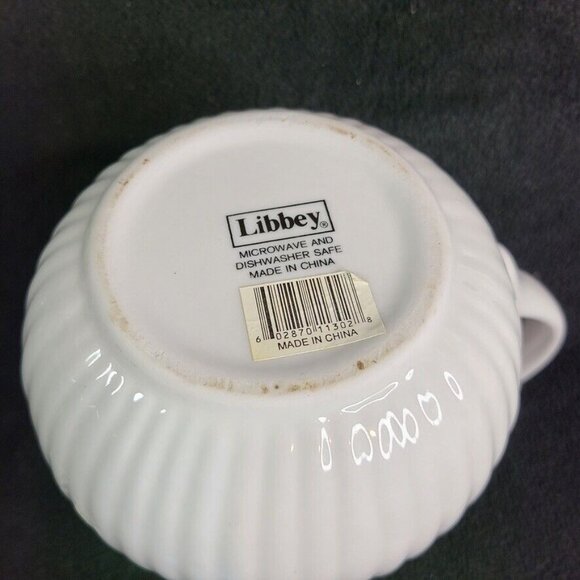 Libbey®
MICROWAVE AND
DISHWASHER SAFE
MADE IN CHINA
6 02870 11302 8
MADE IN CHINA